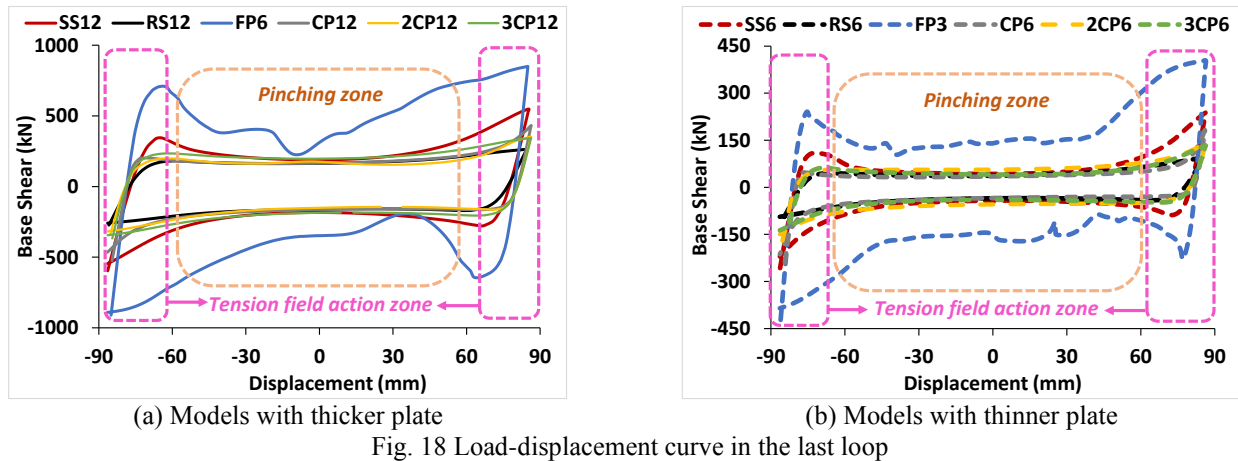 SS12 RS12 FP6 CP12 2CP12 3CP12
1000
500
0
-500
-1000
Base Shear (kN)
Pinching zone
Tension field action zone
-90 -60 -30 0 30 60 90
Displacement (mm)
(a) Models with thicker plate
SS6 RS6 FP3 CP6 2CP6 3CP6
450
300
150
0
-150
-300
-450
Base Shear (kN)
Pinching zone
Tension field action zone
-90 -60 -30 0 30 60 90
Displacement (mm)
(b) Models with thinner plate
Fig. 18 Load-displacement curve in the last loop